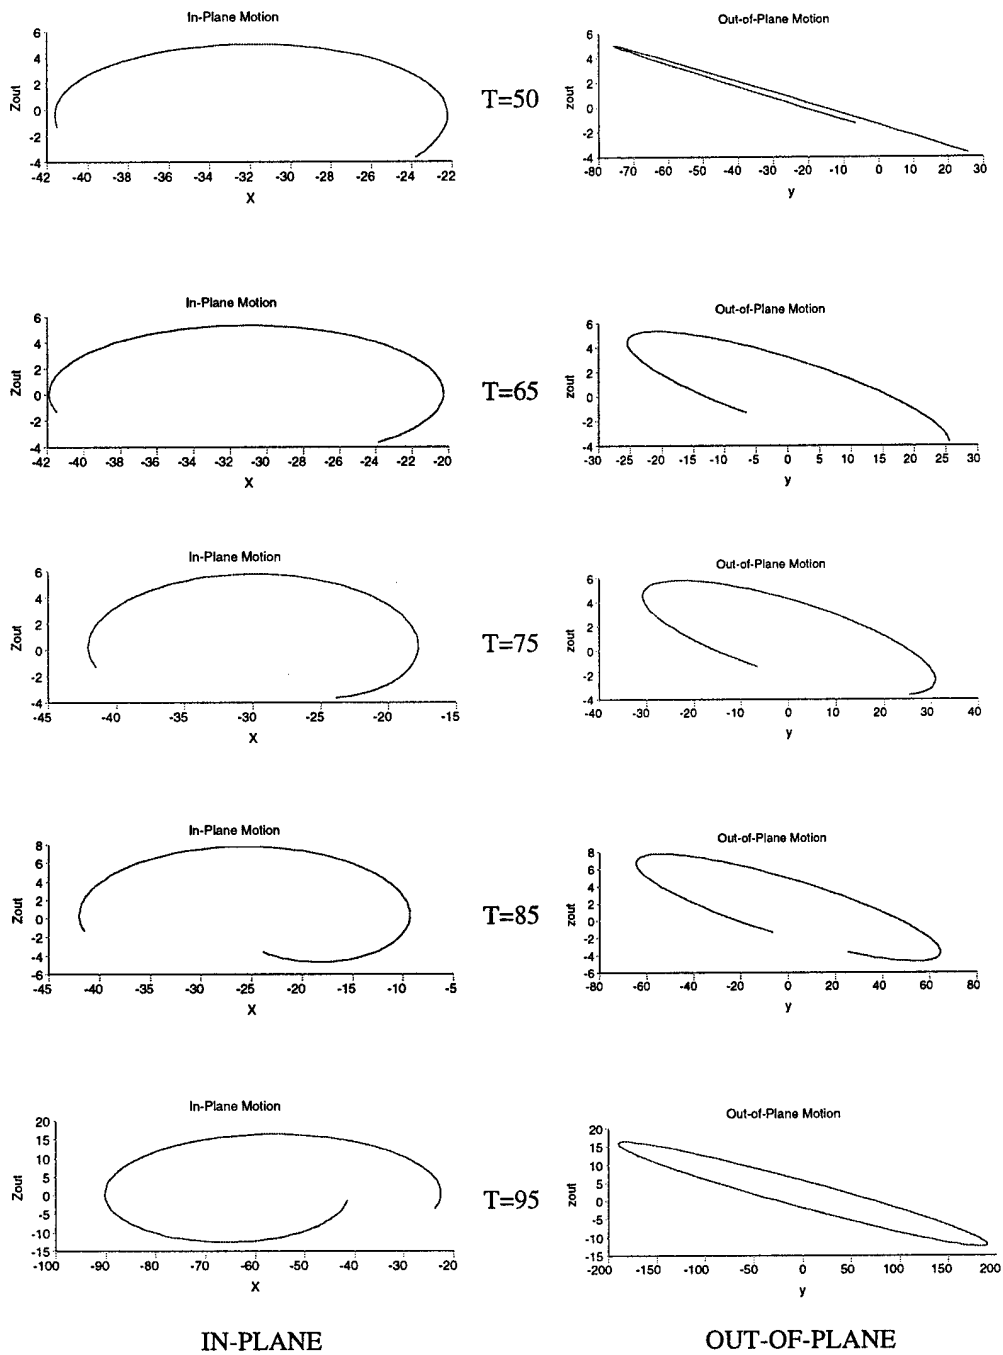 In-Plane Motion
Out-of-Plane Motion
6
4
2
0
-2
-4
Zout
-42 -40 -38 -36 -34 -32 -30 -28 -26 -24 -22
X
T=50
6
4
2
0
-2
-4
zout
-80 -70 -60 -50 -40 -30 -20 -10 0 10 20 30
y
In-Plane Motion
Out-of-Plane Motion
6
4
2
0
-2
-4
Zout
-42 -40 -38 -36 -34 -32 -30 -28 -26 -24 -22 -20
X
T=65
6
4
2
0
-2
-4
zout
-30 -25 -20 -15 -10 -5 0 5 10 15 20 25 30
y
In-Plane Motion
Out-of-Plane Motion
6
4
2
0
-2
-4
Zout
-45 -40 -35 -30 -25 -20 -15
X
T=75
6
4
2
0
-2
-4
zout
-40 -30 -20 -10 0 10 20 30 40
y
In-Plane Motion
Out-of-Plane Motion
8
6
4
2
0
-2
-4
-6
Zout
-45 -40 -35 -30 -25 -20 -15 -10 -5
X
T=85
8
6
4
2
0
-2
-4
-6
zout
-80 -60 -40 -20 0 20 40 60 80
y
In-Plane Motion
Out-of-Plane Motion
20
15
10
5
0
-5
-10
-15
Zout
-100 -90 -80 -70 -60 -50 -40 -30 -20
X
T=95
20
15
10
5
0
-5
-10
-15
zout
-200 -150 -100 -50 0 50 100 150 200
y
IN-PLANE
OUT-OF-PLANE